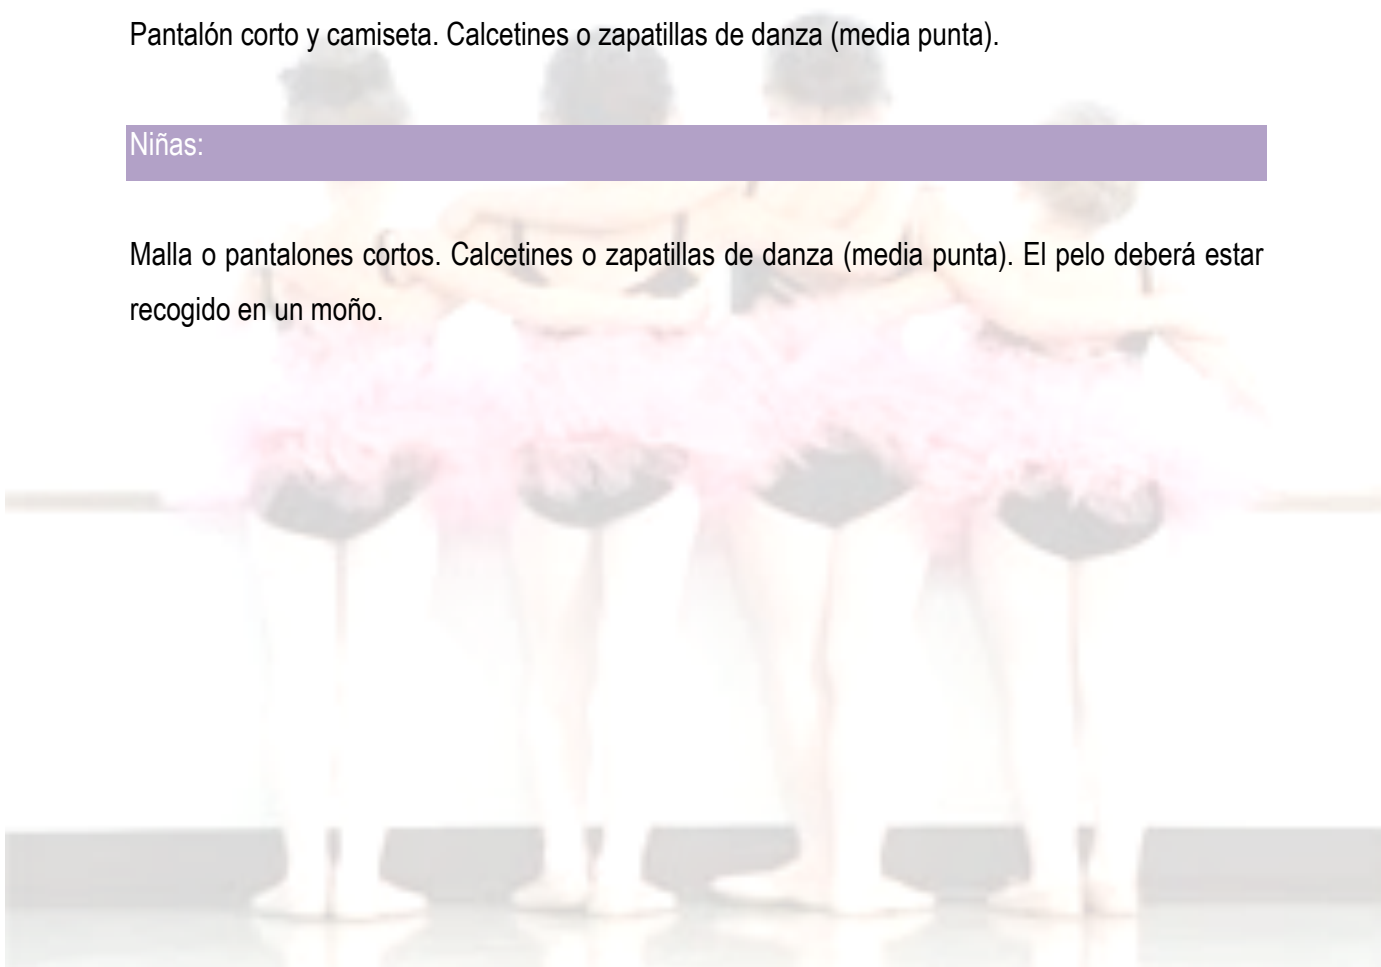 Pantalón corto y camiseta. Calcetines o zapatillas de danza (media punta).
Niñas:
Malla o pantalones cortos. Calcetines o zapatillas de danza (media punta). El pelo deberá estar
recogido en un moño.